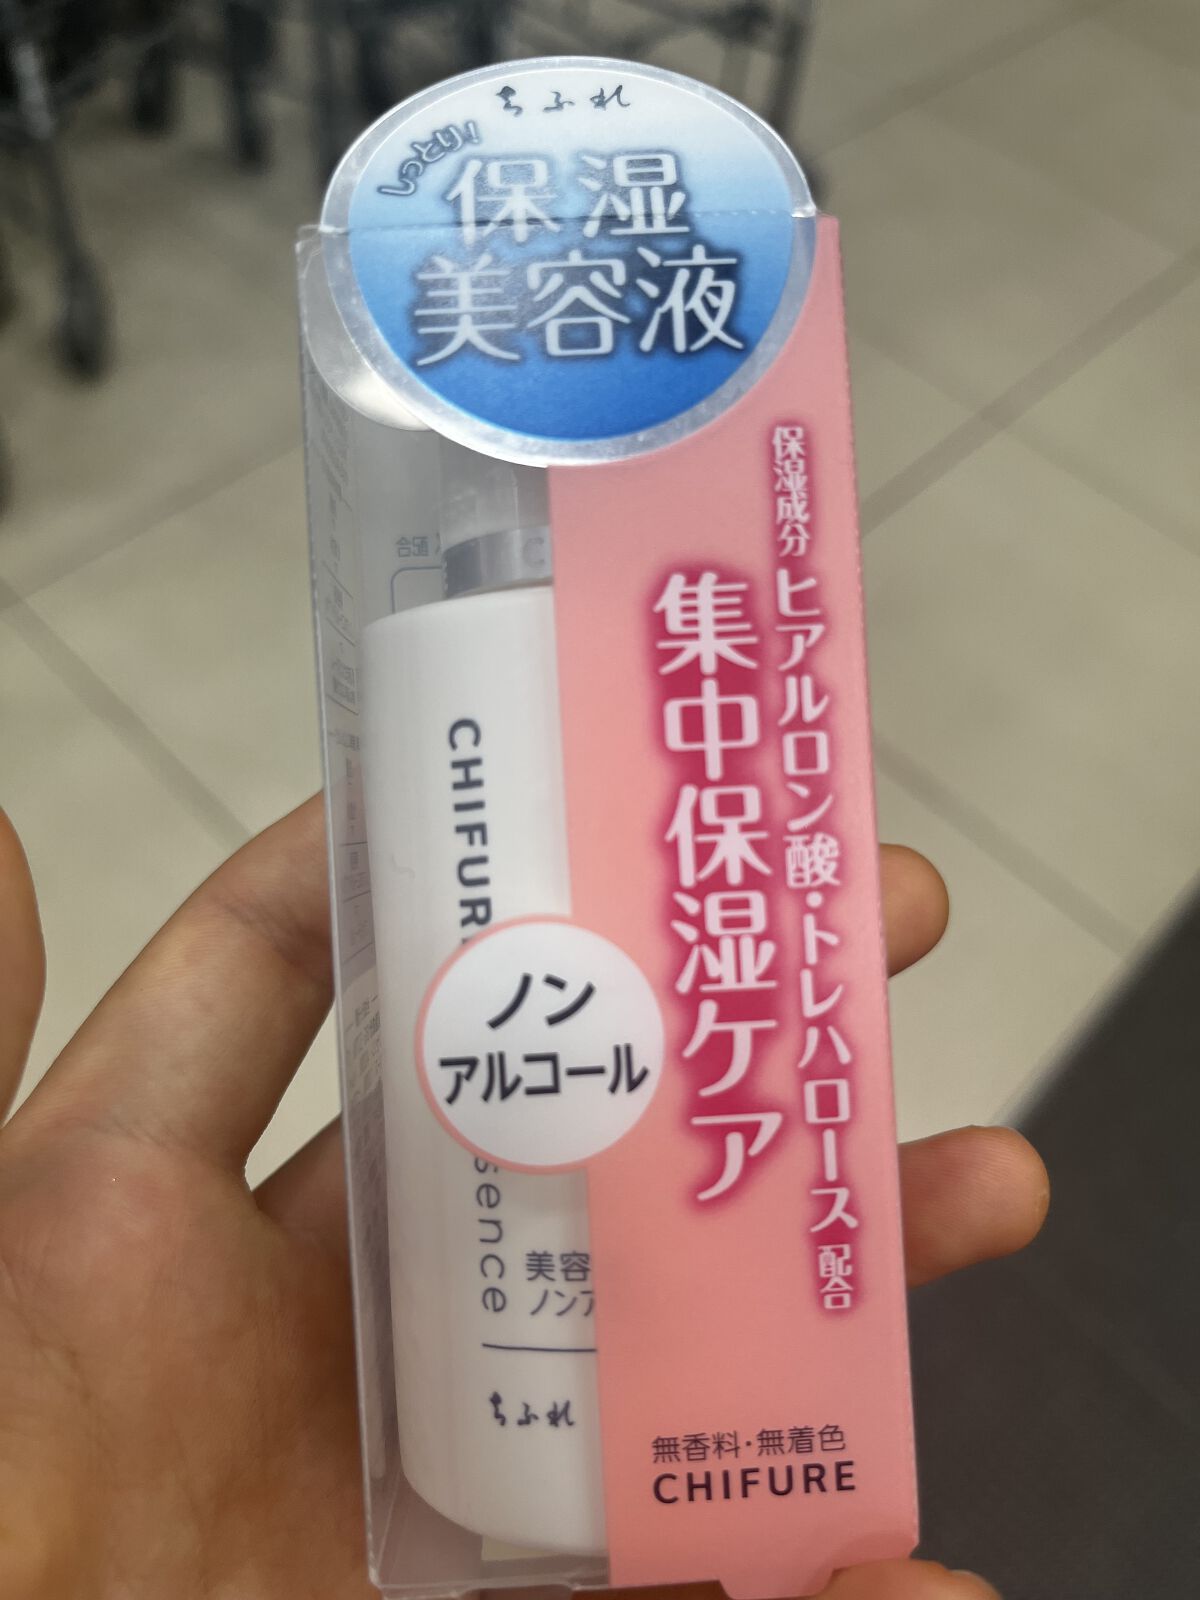 ちふれ
しっとり!
保湿
美容液
保湿成分 ヒアルロン酸・トレハロース 配合
集中保湿ケア
CHIFURE
ノン
アルコール
sence
美容
ノンア
ちふれ
無香料・無着色
CHIFURE